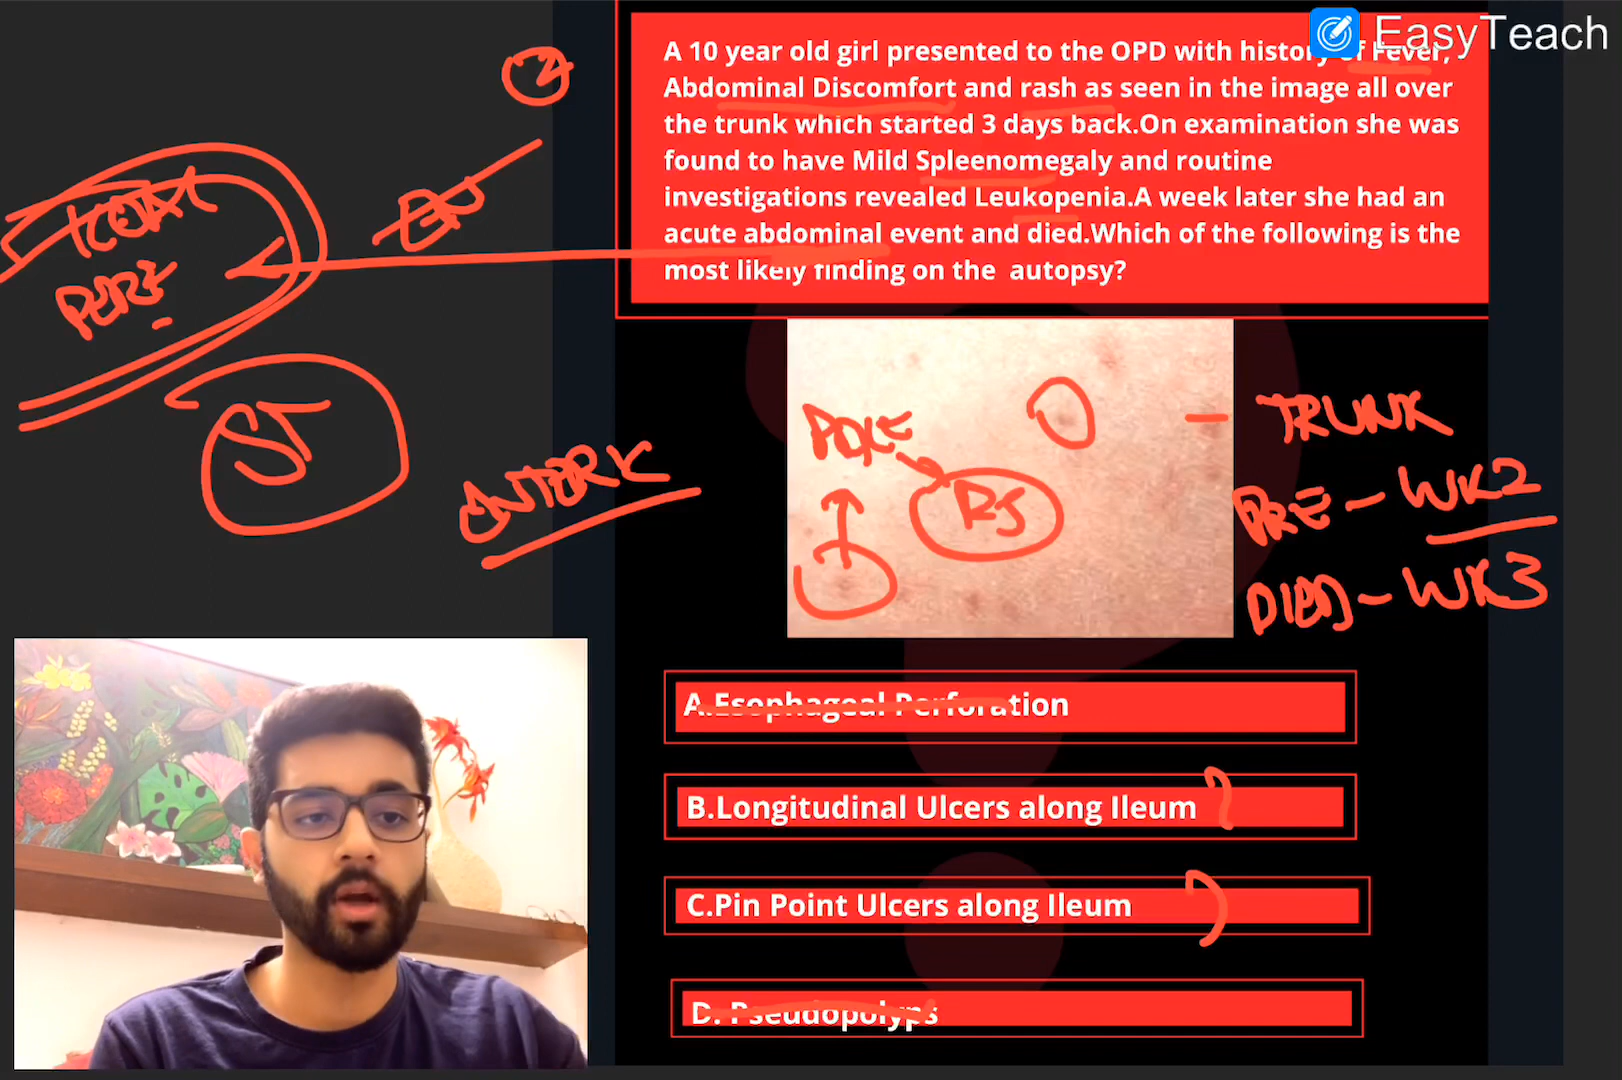 EasyTeach
A 10 year old girl presented to the OPD with history of Fever,
Abdominal Discomfort and rash as seen in the image all over
the trunk which started 3 days back.On examination she was
found to have Mild Spleenomegaly and routine
investigations revealed Leukopenia.A week later she had an
acute abdominal event and died.Which of the following is the
most likely finding on the autopsy?
PERF
ST
ENTERIC
RS
TRUNK
PRE - WK2
DIED - WK3
A.Esophageal Perforation
B.Longitudinal Ulcers along Ileum
C.Pin Point Ulcers along Ileum
D. Pseudopolyps